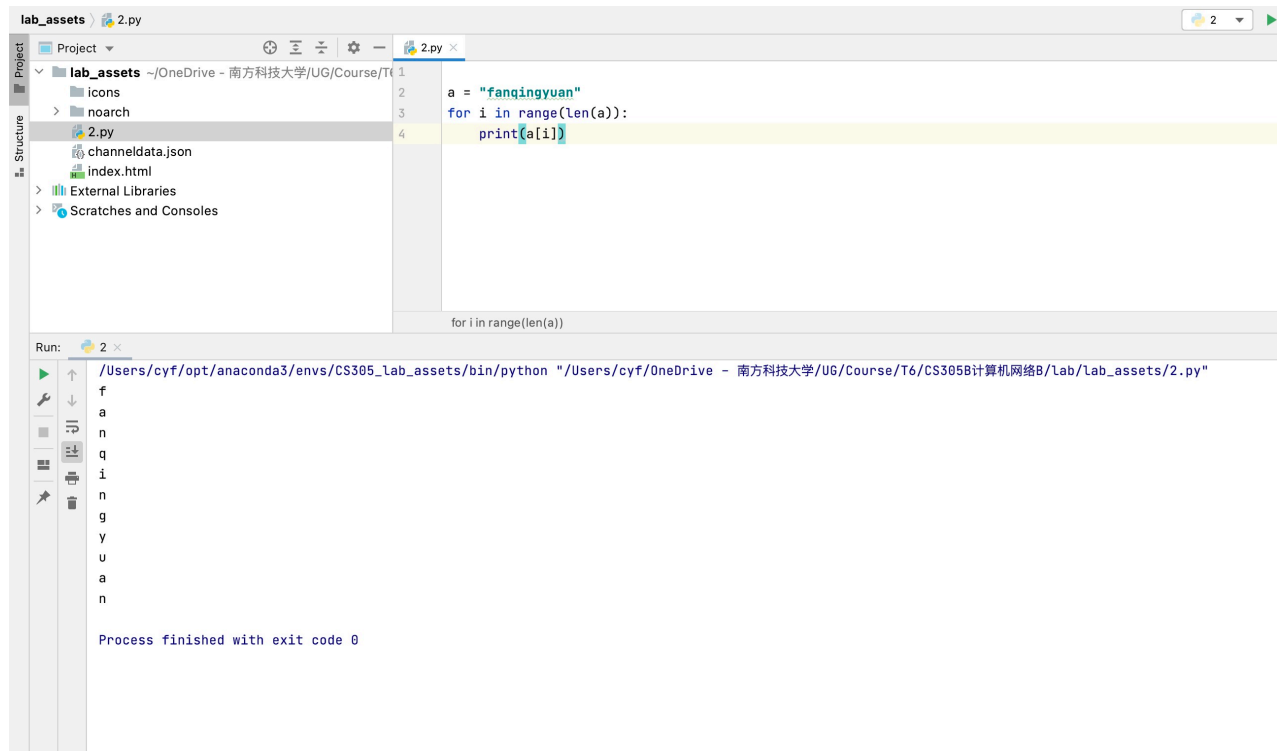 lab_assets 2.py
2
Project
Project
2.py
lab_assets ~/OneDrive - 南方科技大学/UG/Course/T6
icons
noarch
2.py
channeldata.json
index.html
External Libraries
Scratches and Consoles
Structure
1
2 a = "fanqingyuan"
3 for i in range(len(a)):
4 print(a[i])
for i in range(len(a))
Run: 2
/Users/cyf/opt/anaconda3/envs/CS305_lab_assets/bin/python "/Users/cyf/OneDrive - 南方科技大学/UG/Course/T6/CS305B计算机网络B/lab/lab_assets/2.py"
f
a
n
q
i
n
g
y
u
a
n
Process finished with exit code 0